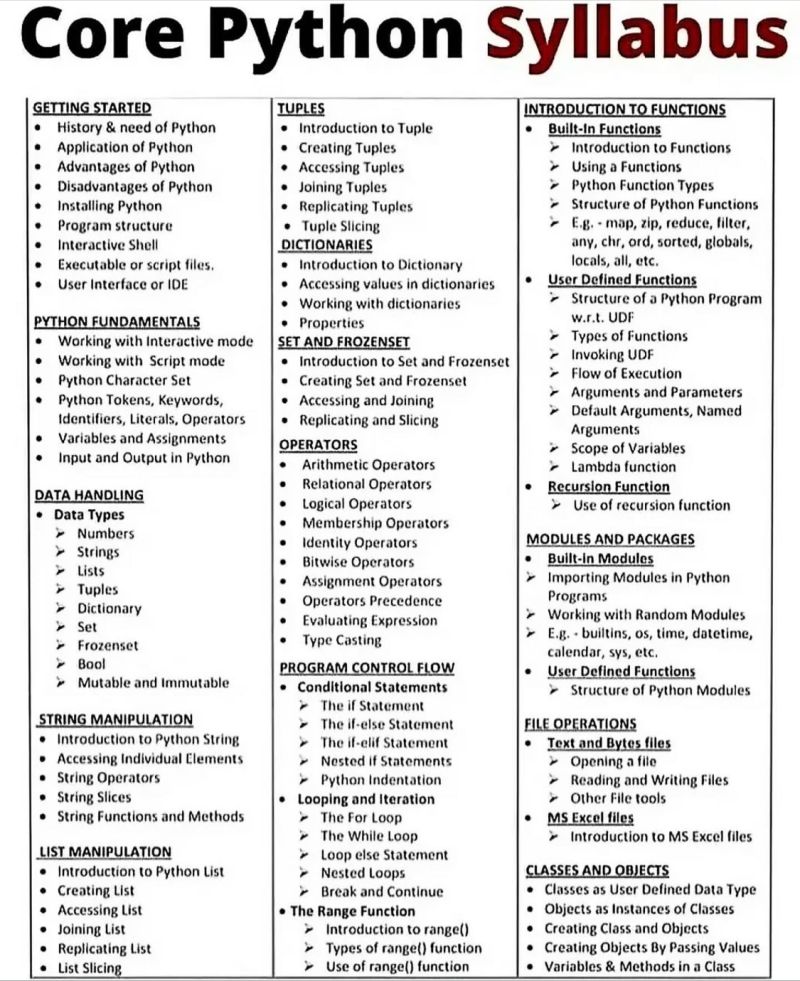 Core Python Syllabus
GETTING STARTED
• History & need of Python
• Application of Python
• Advantages of Python
• Disadvantages of Python
• Installing Python
• Program structure
• Interactive Shell
• Executable or script files.
• User Interface or IDE
PYTHON FUNDAMENTALS
• Working with Interactive mode
• Working with Script mode
• Python Character Set
• Python Tokens, Keywords,
Identifiers, Literals, Operators
• Variables and Assignments
• Input and Output in Python
DATA HANDLING
• Data Types
➢ Numbers
➢ Strings
➢ Lists
➢ Tuples
➢ Dictionary
➢ Set
➢ Frozenset
➢ Bool
➢ Mutable and Immutable
STRING MANIPULATION
• Introduction to Python String
• Accessing Individual Elements
• String Operators
• String Slices
• String Functions and Methods
LIST MANIPULATION
• Introduction to Python List
• Creating List
• Accessing List
• Joining List
• Replicating List
• List Slicing
TUPLES
• Introduction to Tuple
• Creating Tuples
• Accessing Tuples
• Joining Tuples
• Replicating Tuples
• Tuple Slicing
DICTIONARIES
• Introduction to Dictionary
• Accessing values in dictionaries
• Working with dictionaries
• Properties
SET AND FROZENSET
• Introduction to Set and Frozenset
• Creating Set and Frozenset
• Accessing and Joining
• Replicating and Slicing
OPERATORS
• Arithmetic Operators
• Relational Operators
• Logical Operators
• Membership Operators
• Identity Operators
• Bitwise Operators
• Assignment Operators
• Operators Precedence
• Evaluating Expression
• Type Casting
PROGRAM CONTROL FLOW
• Conditional Statements
➢ The if Statement
➢ The if-else Statement
➢ The if-elif Statement
➢ Nested if Statements
➢ Python Indentation
• Looping and Iteration
➢ The For Loop
➢ The While Loop
➢ Loop else Statement
➢ Nested Loops
➢ Break and Continue
• The Range Function
➢ Introduction to range()
➢ Types of range() function
➢ Use of range() function
INTRODUCTION TO FUNCTIONS
• Built-In Functions
➢ Introduction to Functions
➢ Using a Functions
➢ Python Function Types
➢ Structure of Python Functions
➢ E.g. - map, zip, reduce, filter,
any, chr, ord, sorted, globals,
locals, all, etc.
• User Defined Functions
➢ Structure of a Python Program
w.r.t. UDF
➢ Types of Functions
➢ Invoking UDF
➢ Flow of Execution
➢ Arguments and Parameters
➢ Default Arguments, Named
Arguments
➢ Scope of Variables
➢ Lambda function
• Recursion Function
➢ Use of recursion function
MODULES AND PACKAGES
• Built-in Modules
➢ Importing Modules in Python
Programs
➢ Working with Random Modules
➢ E.g. - builtins, os, time, datetime,
calendar, sys, etc.
• User Defined Functions
➢ Structure of Python Modules
FILE OPERATIONS
• Text and Bytes files
➢ Opening a file
➢ Reading and Writing Files
➢ Other File tools
• MS Excel files
➢ Introduction to MS Excel files
CLASSES AND OBJECTS
• Classes as User Defined Data Type
• Objects as Instances of Classes
• Creating Class and Objects
• Creating Objects By Passing Values
• Variables & Methods in a Class